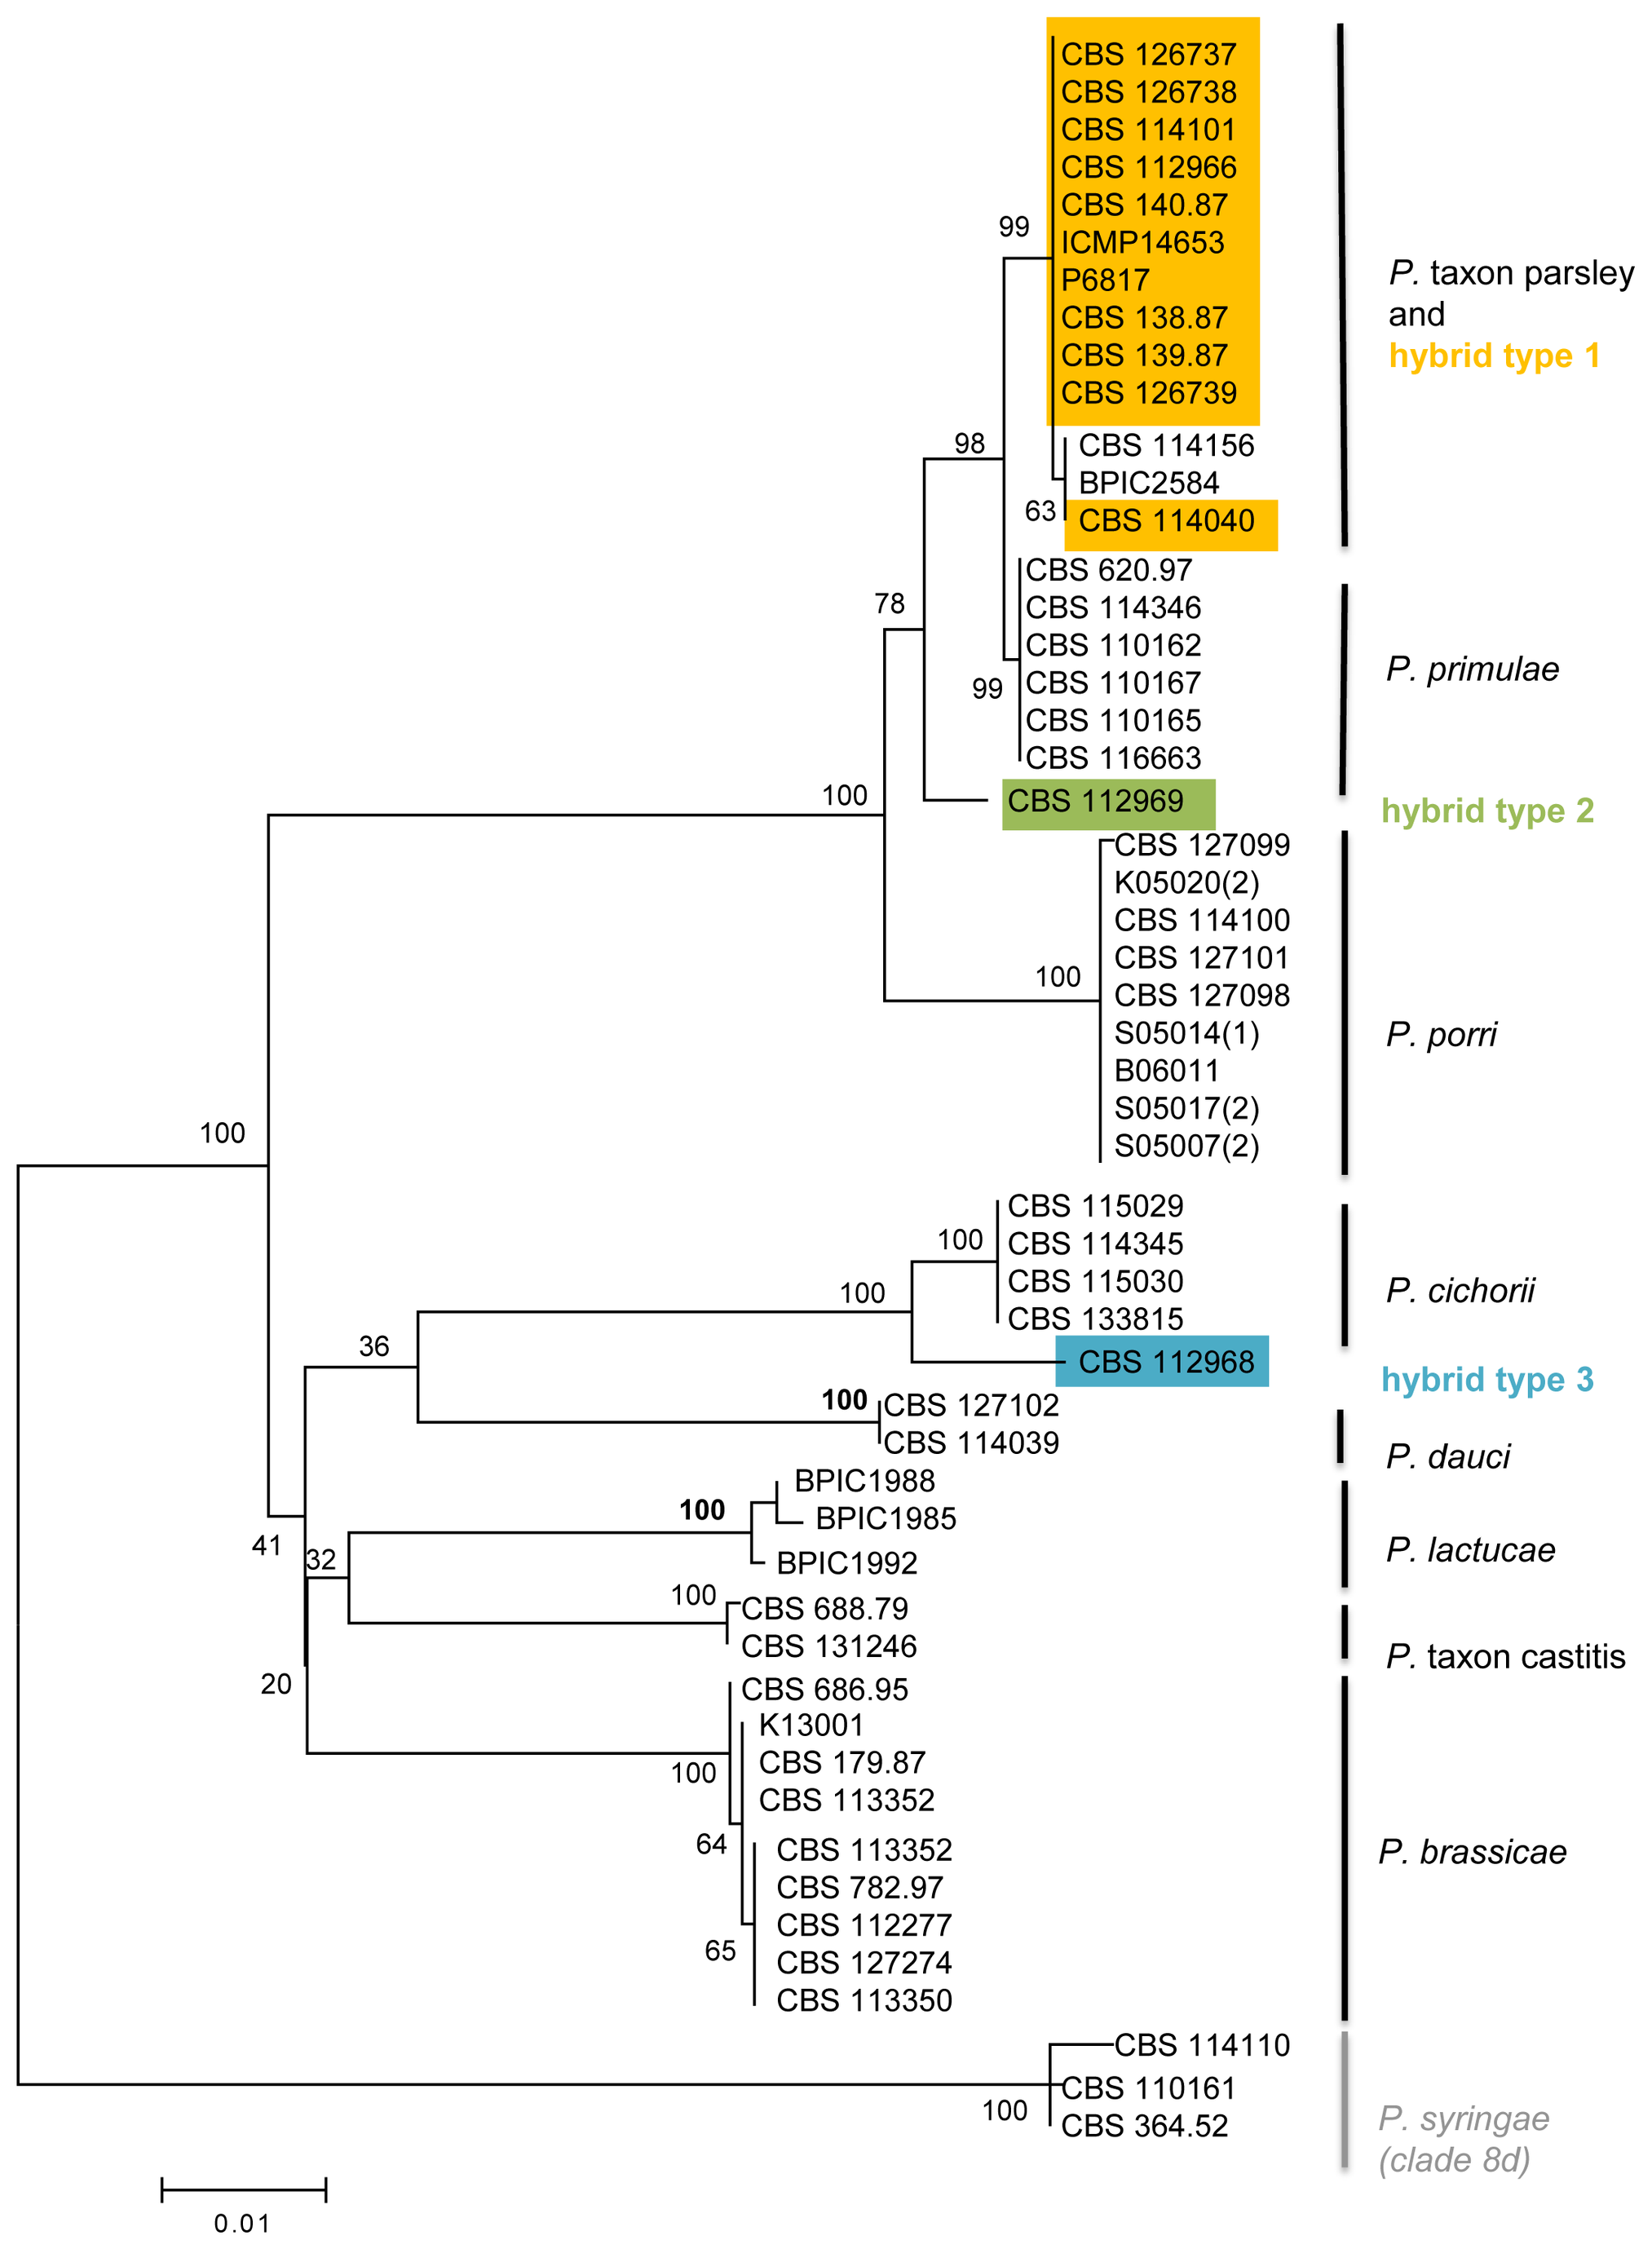 CBS 126737
CBS 126738
CBS 114101
CBS 112966
CBS 140.87
99
ICMP14653
P6817
CBS 138.87
CBS 139.87
CBS 126739
P. taxon parsley
and
hybrid type 1
98
CBS 114156
BPIC2584
63
CBS 114040
78
CBS 620.97
CBS 114346
CBS 110162
CBS 110167
99
CBS 110165
CBS 116663
P. primulae
100
CBS 112969
hybrid type 2
CBS 127099
K05020(2)
CBS 114100
CBS 127101
100
CBS 127098
S05014(1)
B06011
S05017(2)
S05007(2)
P. porri
100
CBS 115029
100
CBS 114345
CBS 115030
CBS 133815
P. cichorii
100
36
CBS 112968
hybrid type 3
100
CBS 127102
CBS 114039
P. dauci
BPIC1988
100
BPIC1985
BPIC1992
P. lactucae
41
32
100
CBS 688.79
CBS 131246
P. taxon castitis
20
CBS 686.95
K13001
CBS 179.87
100
CBS 113352
64
CBS 113352
CBS 782.97
CBS 112277
65
CBS 127274
CBS 113350
P. brassicae
CBS 114110
CBS 110161
100
CBS 364.52
P. syringae
(clade 8d)
0.01